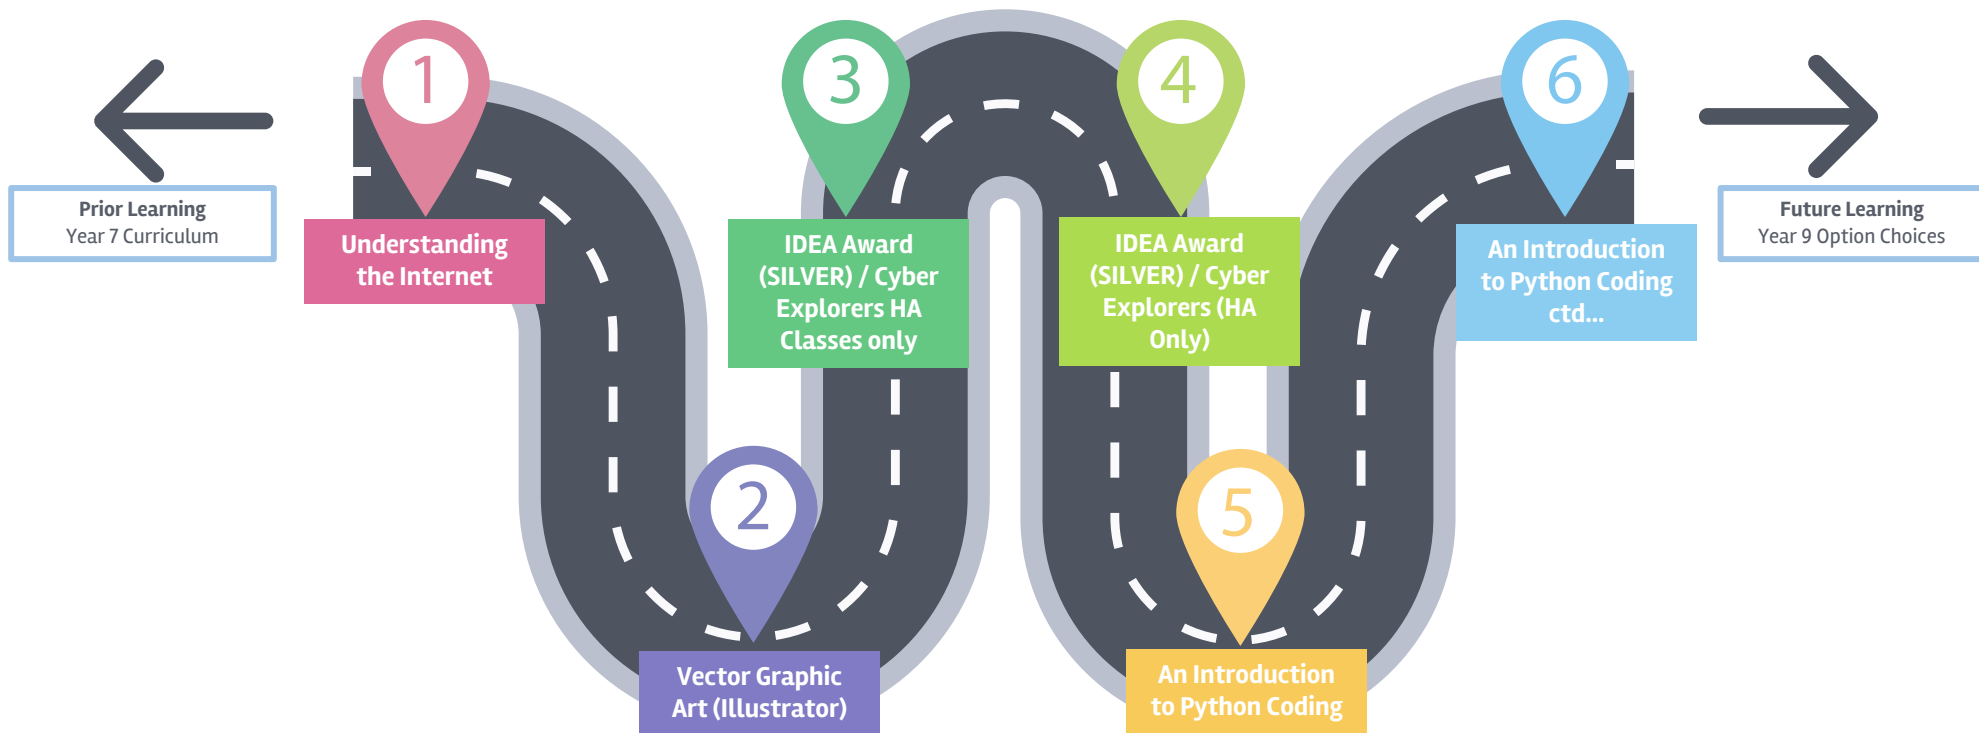 Prior Learning
Year 7 Curriculum
1
Understanding
the Internet
2
Vector Graphic
Art (Illustrator)
3
IDEA Award
(SILVER) / Cyber
Explorers HA
Classes only
4
IDEA Award
(SILVER) / Cyber
Explorers (HA
Only)
5
An Introduction
to Python Coding
6
An Introduction
to Python Coding
ctd...
Future Learning
Year 9 Option Choices